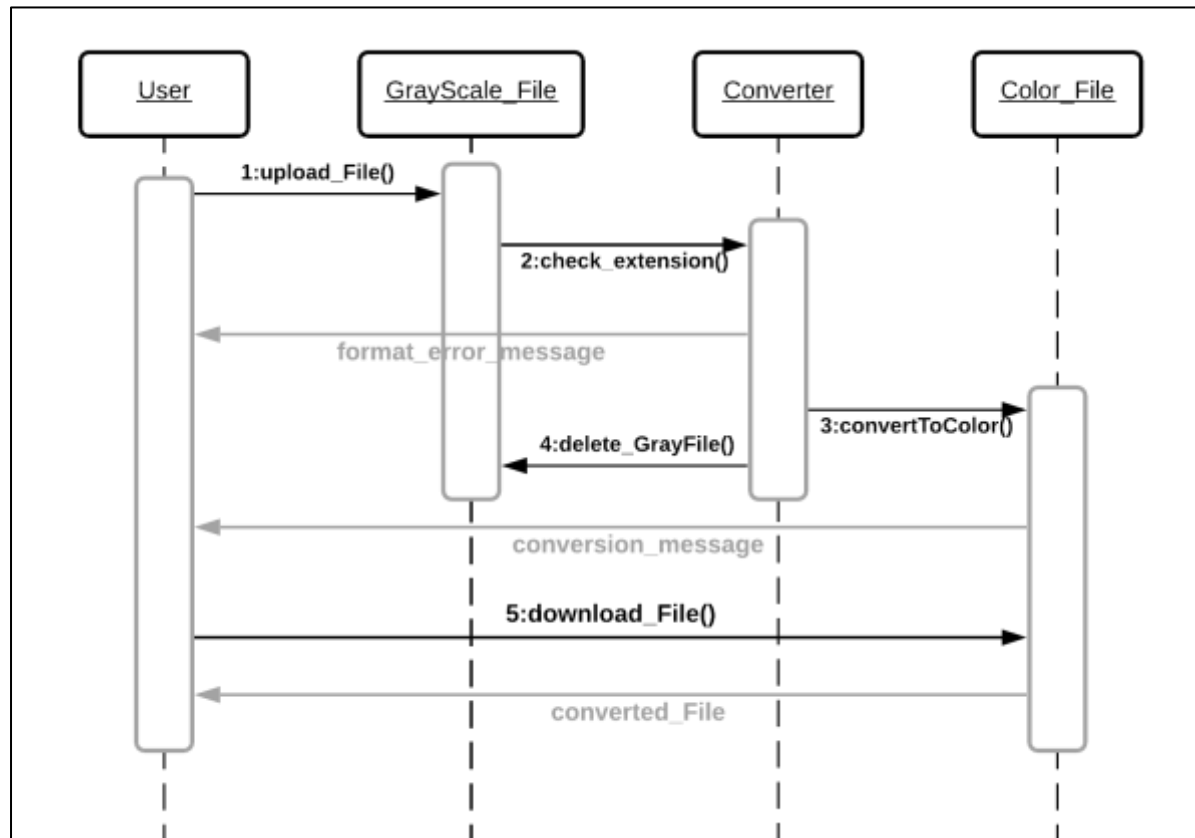 User
GrayScale_File
Converter
Color_File
1:upload_File()
2:check_extension()
format_error_message
3:convertToColor()
4:delete_GrayFile()
conversion_message
5:download_File()
converted_File